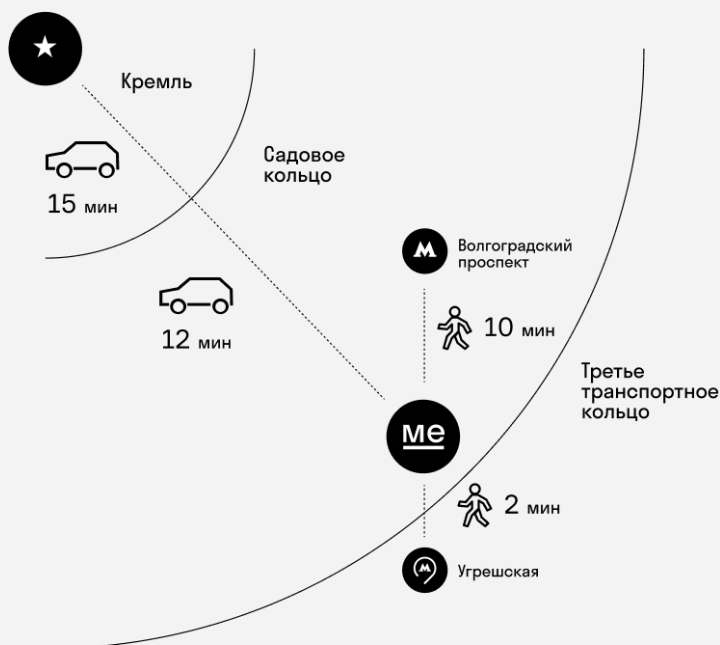 Кремль
Садовое
кольцо
15 мин
М
Волгоградский
проспект
12 мин
10 мин
Третье
транспортное
кольцо
ме
2 мин
М
Угрешская